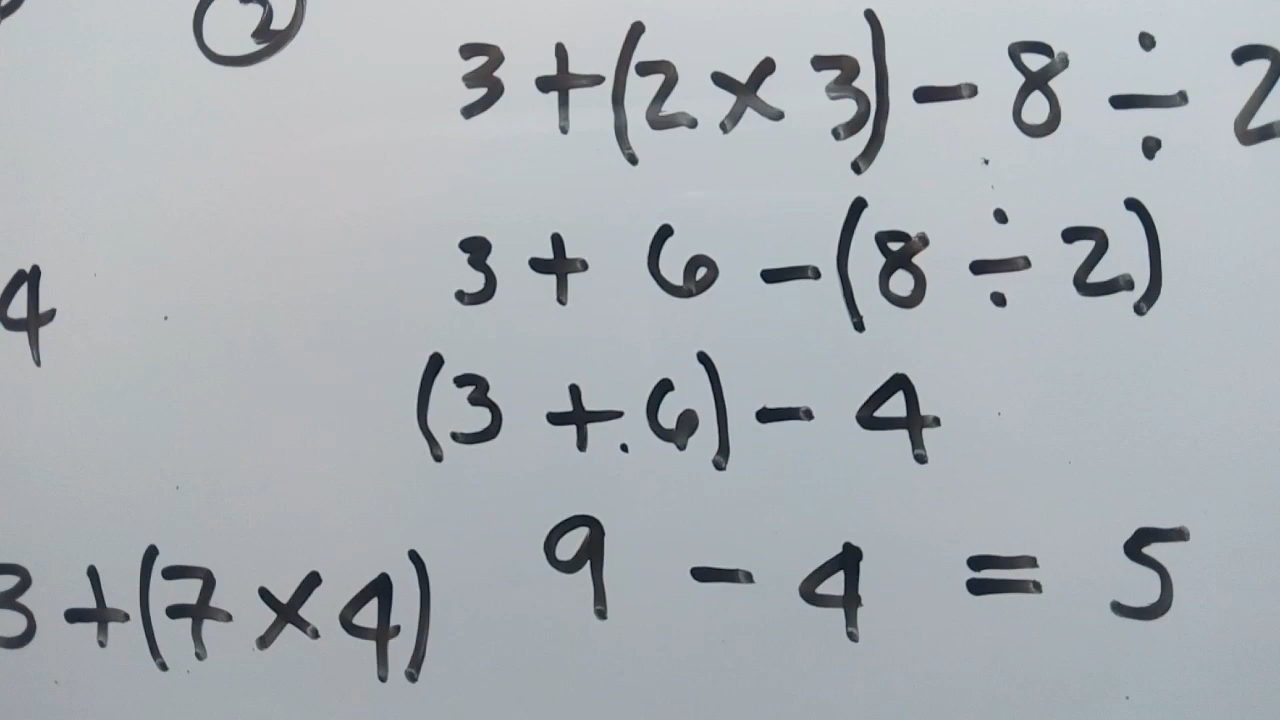 ②
3 + (2 × 3) - 8 ÷ 2
3 + 6 - (8 ÷ 2)
4
(3 + 6) - 4
9 - 4 = 5
3 + (7 × 4)